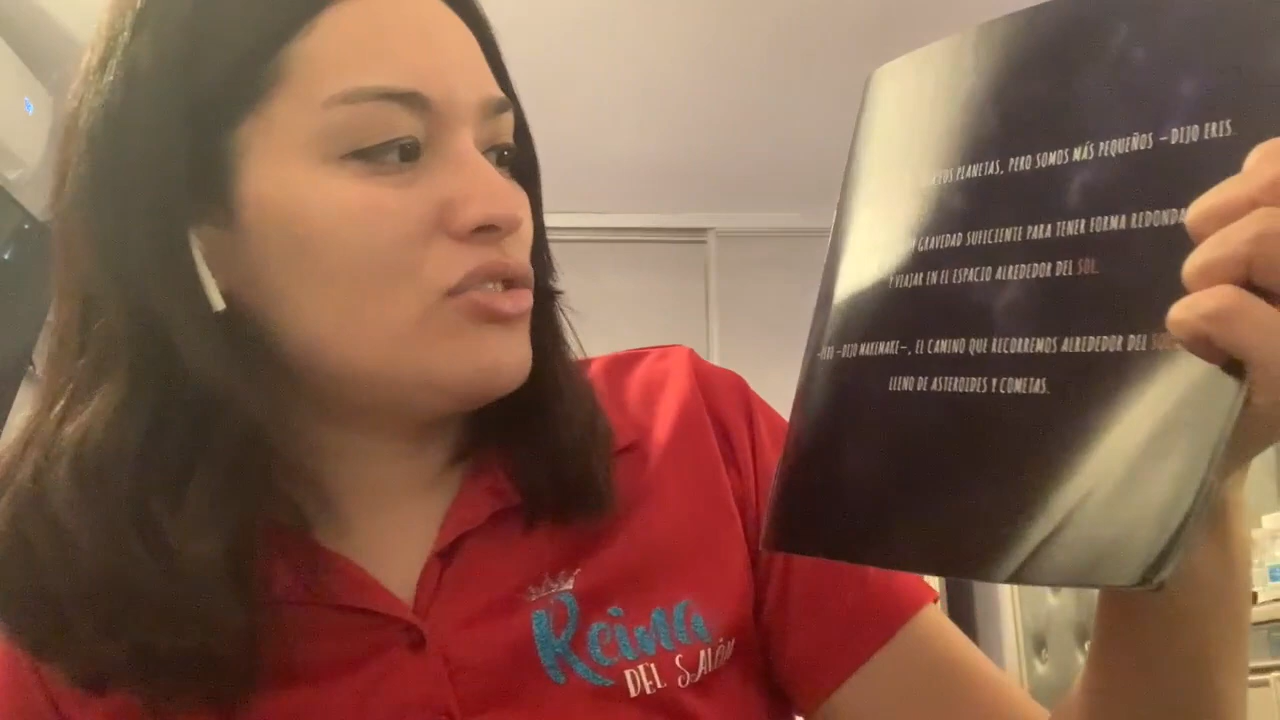 PLANETAS, PERO SOMOS MÁS PEQUEÑOS –DIJO ERIS.
GRAVEDAD SUFICIENTE PARA TENER FORMA REDONDA
Y VIAJAR EN EL ESPACIO ALREDEDOR DEL SOL.
–DIJO MAKEMAKE–, EL CAMINO QUE RECORREMOS ALREDEDOR DEL
LLENO DE ASTEROIDES Y COMETAS.
Reina
DEL SALÓN